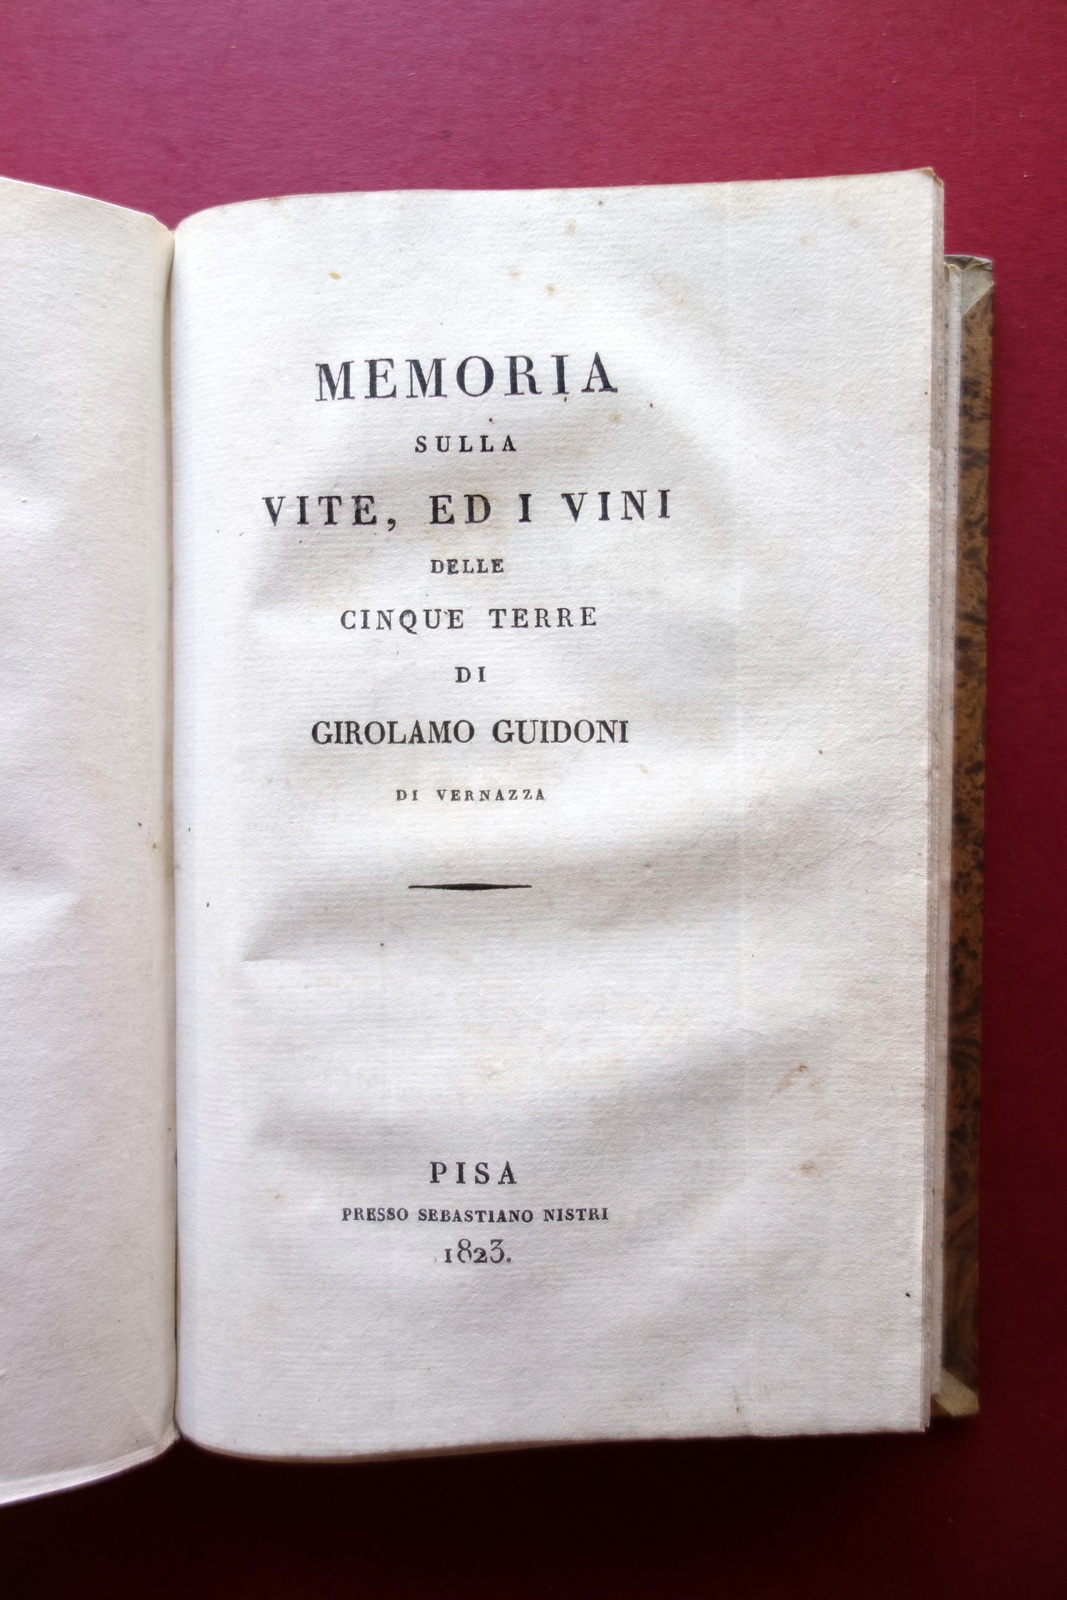 MEMORIA
SULLA
VITE, ED I VINI
DELLE
CINQUE TERRE
DI
GIROLAMO GUIDONI
DI VERNAZZA
PISA
PRESSO SEBASTIANO NISTRI
1823.